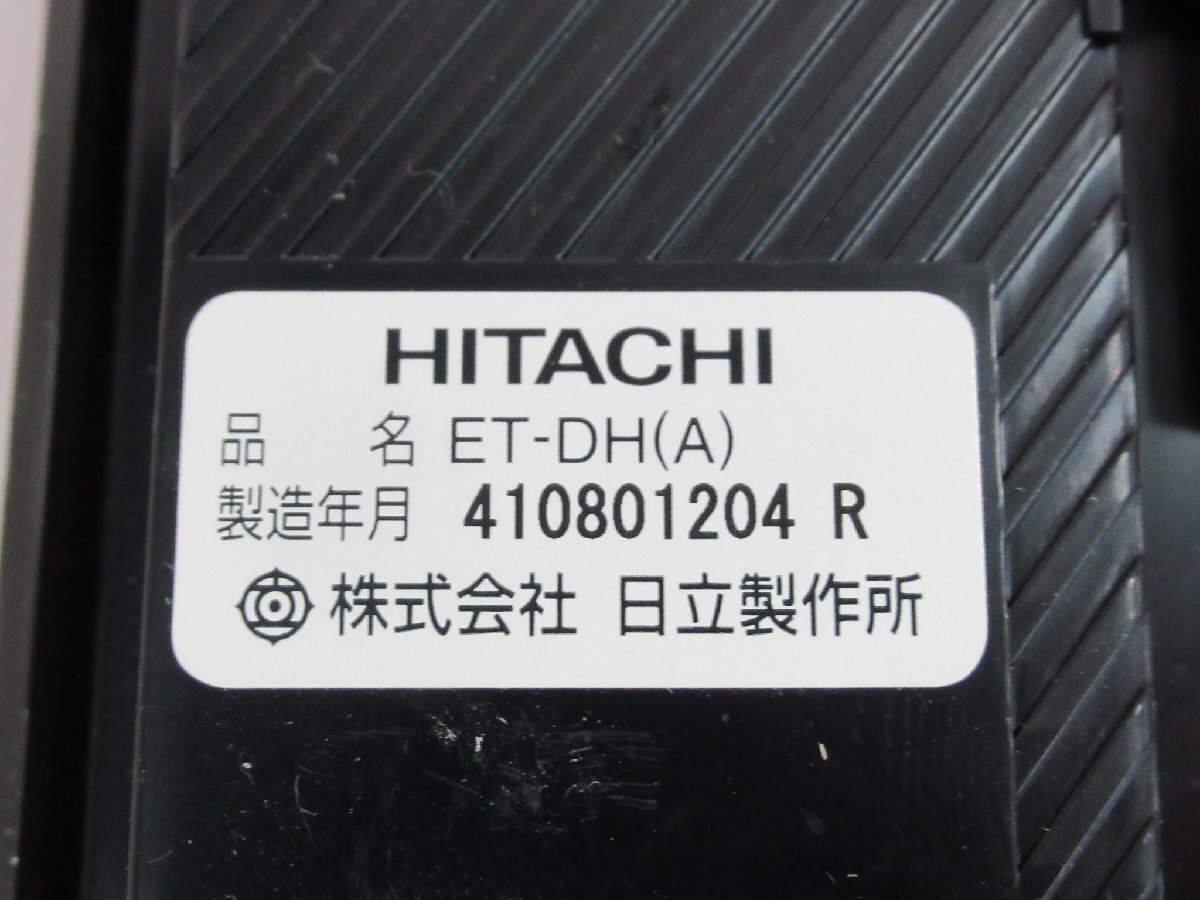 HITACHI
品 名 ET-DH(A)
製造年月 410801204 R
株式会社 日立製作所